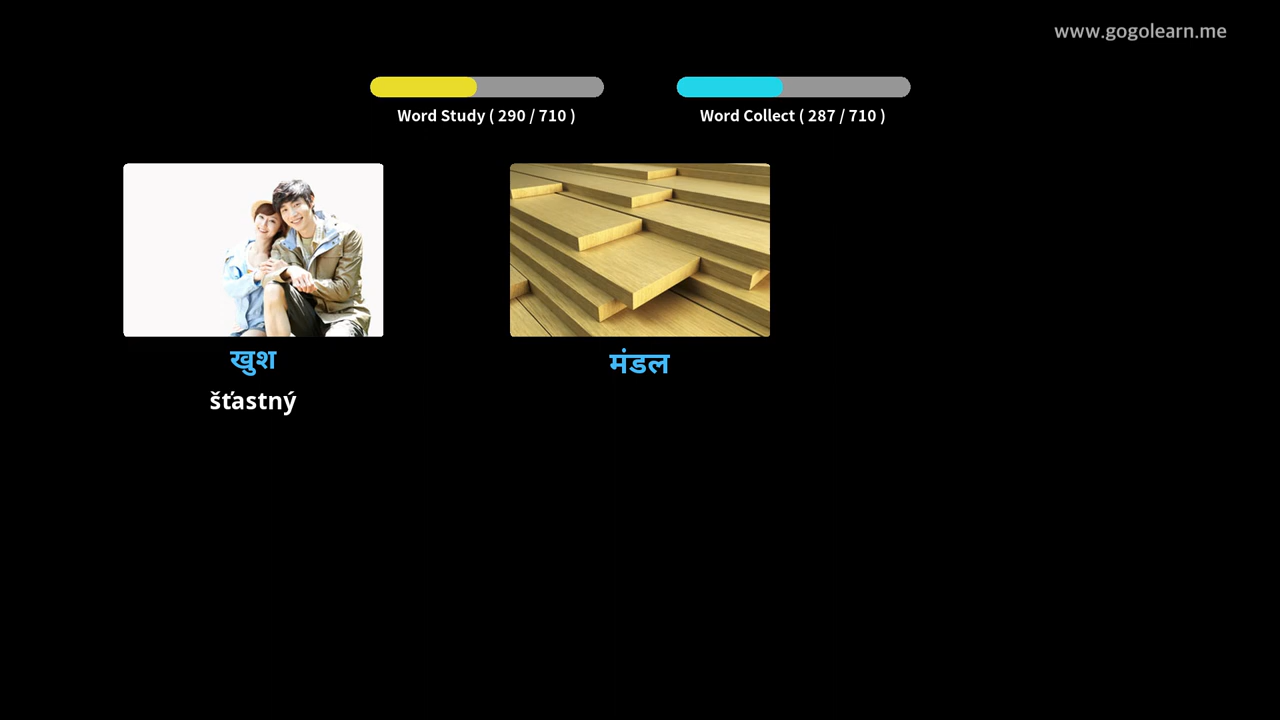 www.gogolearn.me
Word Study ( 290 / 710 )
Word Collect ( 287 / 710 )
खुश
šťastný
मंडल